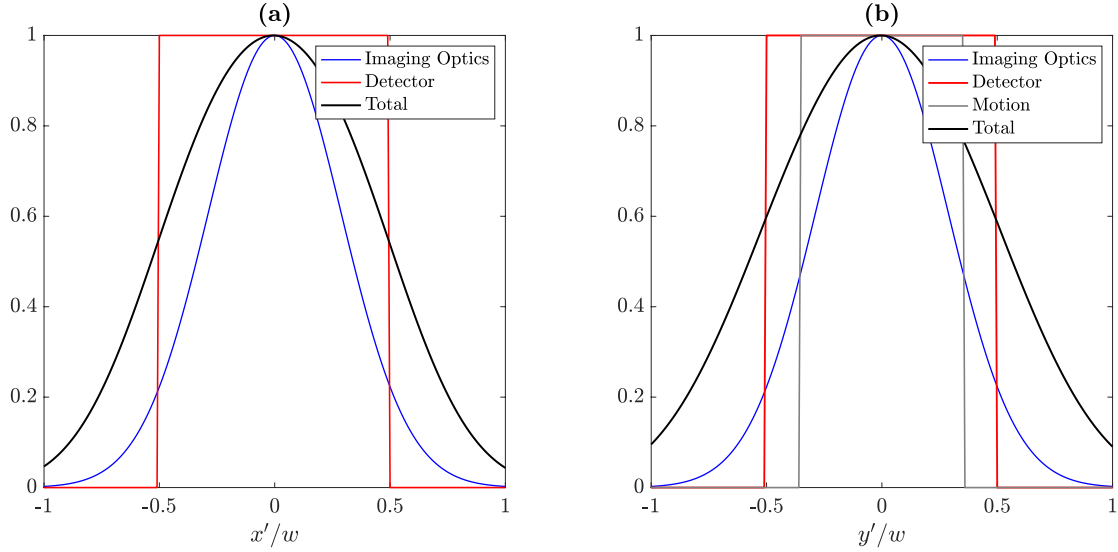 (a)
1
0.8
0.6
0.4
0.2
0
-1
-0.5
0
0.5
1
x′/w
Imaging Optics
Detector
Total
(b)
1
0.8
0.6
0.4
0.2
0
-1
-0.5
0
0.5
1
y′/w
Imaging Optics
Detector
Motion
Total